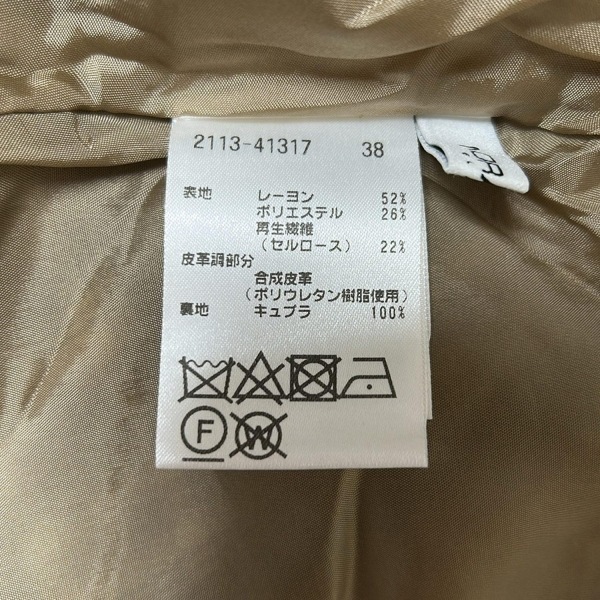 2113-41317 38
表地 レーヨン 52%
ポリエステル 26%
再生繊維
（セルロース） 22%
皮革調部分
合成皮革
（ポリウレタン樹脂使用）
裏地 キュプラ 100%
F W